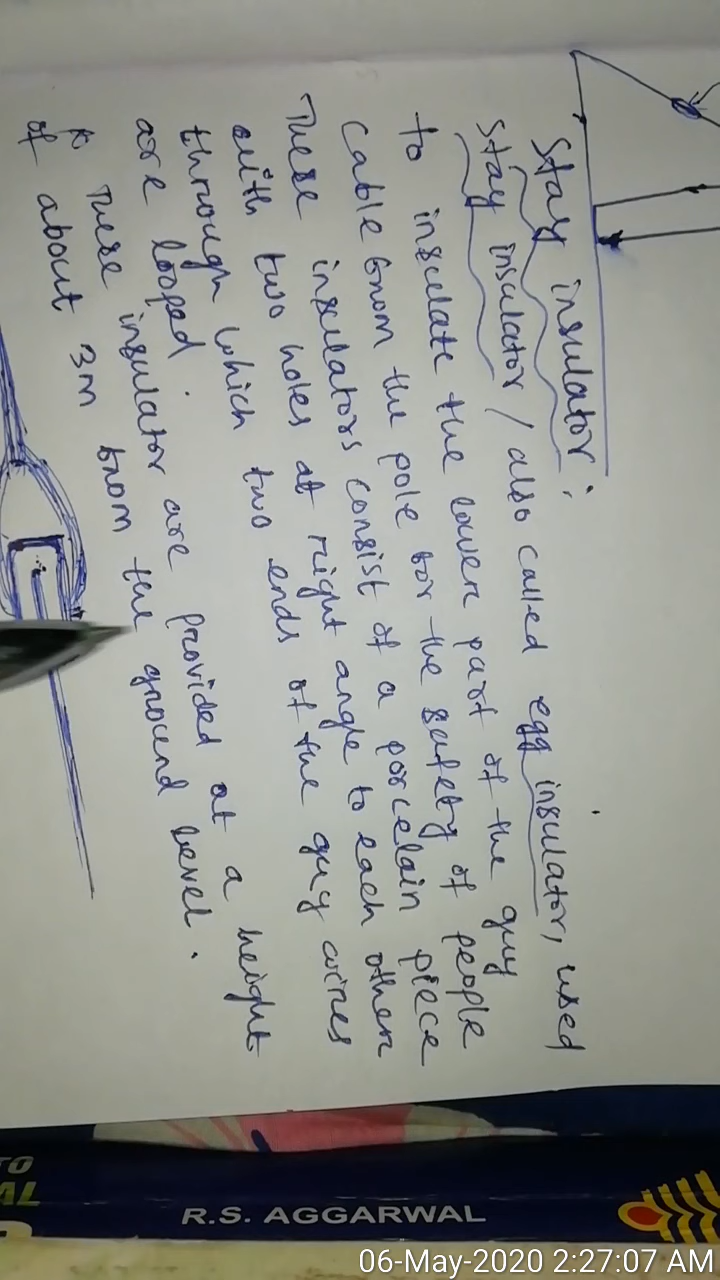 Stay insulator:
Stay insulator / also called egg insulator, used
to insulate the lower part of the guy
cable from the pole for the safety of people
These insulators consist of a porcelain piece
with two holes at right angle to each other
through which two ends of the guy wires
are looped.
* These insulator are provided at a height
of about 3m from the ground level.
R.S. AGGARWAL
TO
AL
06-May-2020 2:27:07 AM